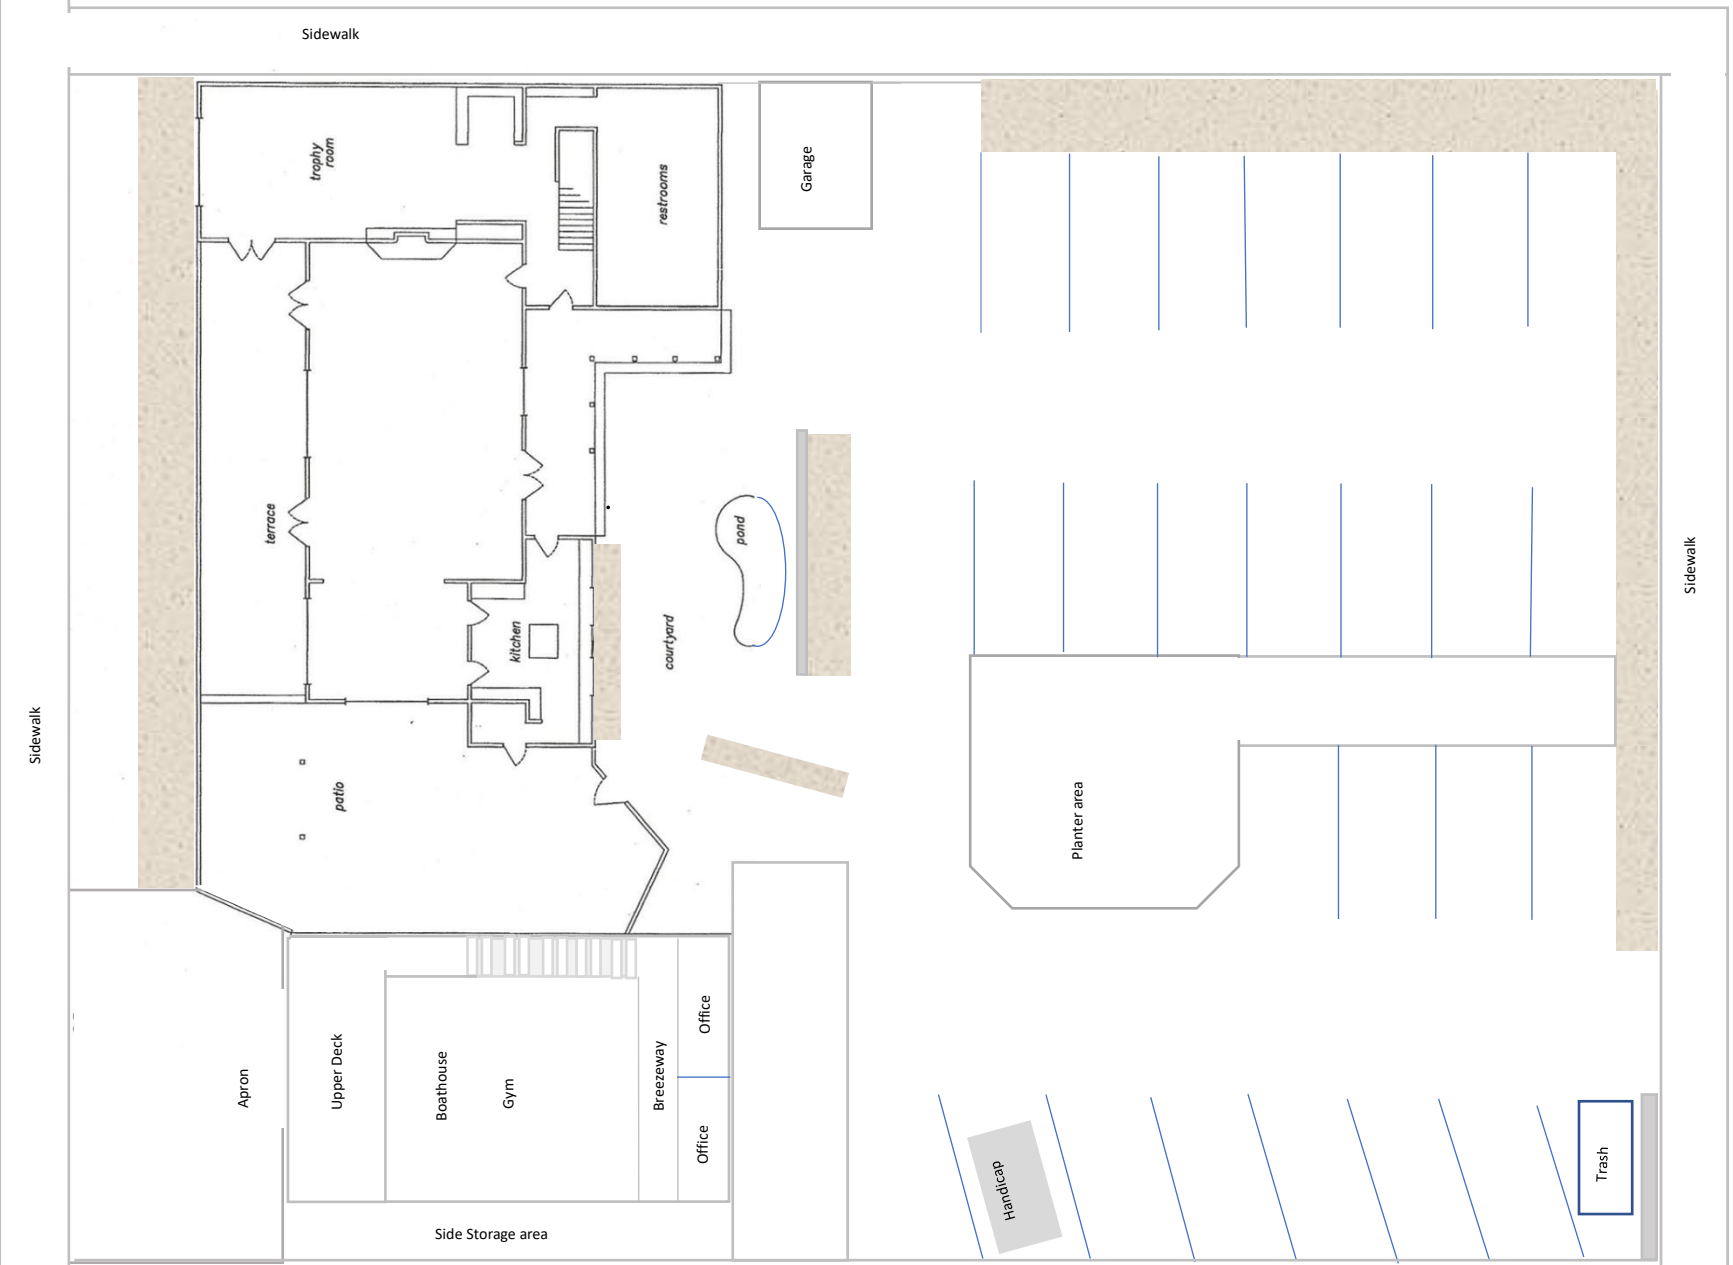 Sidewalk
trophy
room
restrooms
Garage
terrace
pond
kitchen
courtyard
Sidewalk
Sidewalk
patio
Planter area
Apron
Upper Deck
Boathouse
Gym
Breezeway
Office
Office
Handicap
Trash
Side Storage area